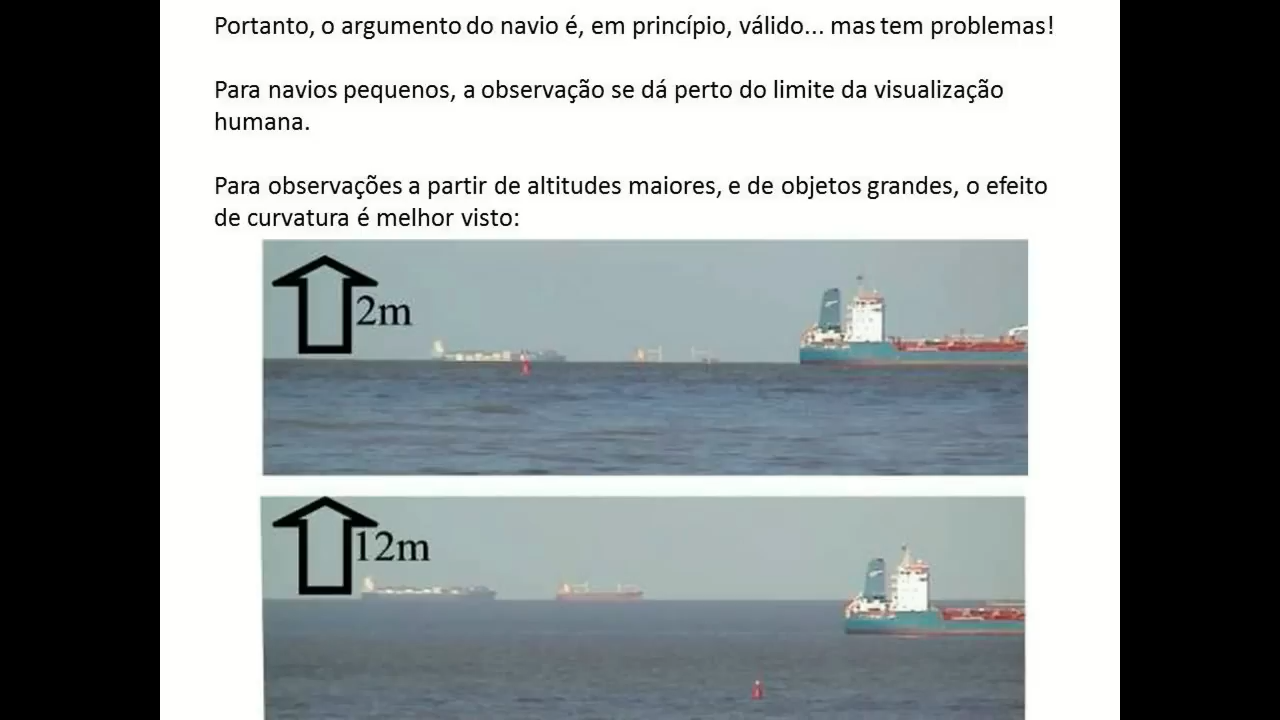 Portanto, o argumento do navio é, em princípio, válido... mas tem problemas!
Para navios pequenos, a observação se dá perto do limite da visualização
humana.
Para observações a partir de altitudes maiores, e de objetos grandes, o efeito
de curvatura é melhor visto:
2m
12m